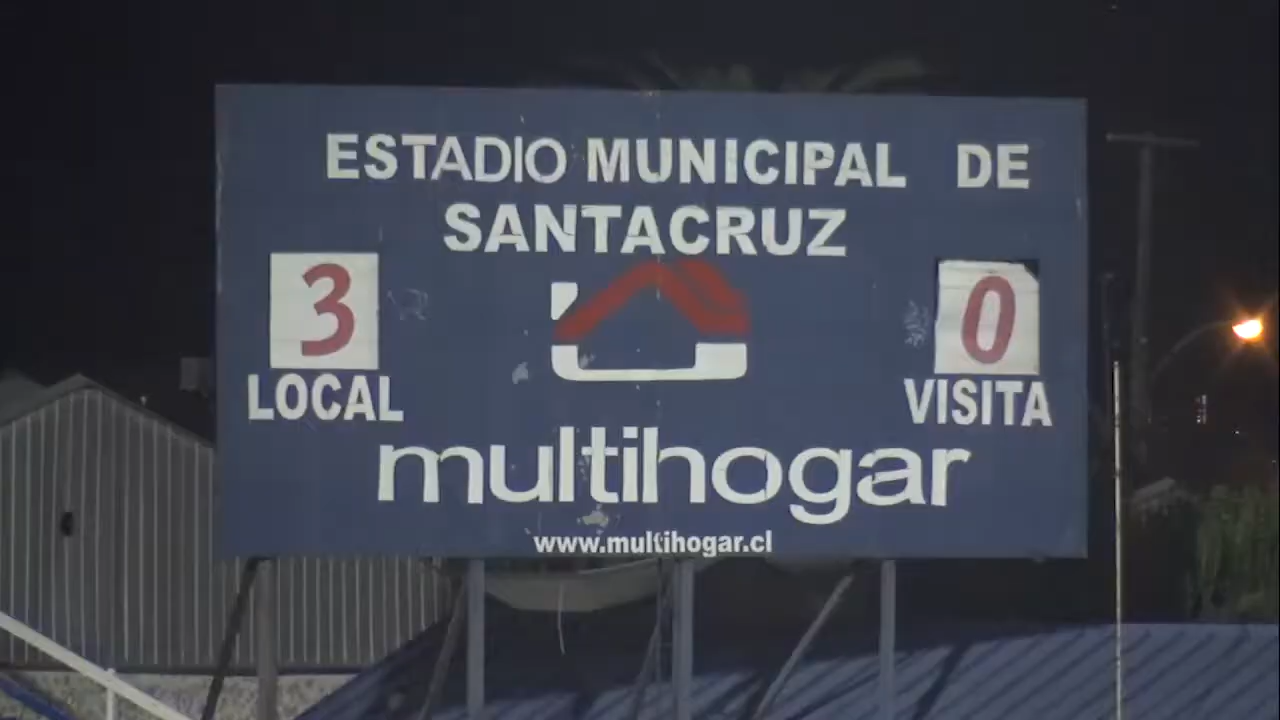 ESTADIO MUNICIPAL DE
SANTACRUZ
3 0
LOCAL VISITA
multihogar
www.multihogar.cl